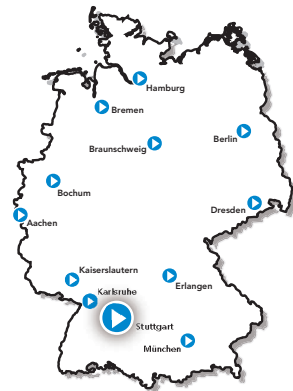 Hamburg
Bremen
Berlin
Braunschweig
Bochum
Dresden
Aachen
Kaiserslautern
Erlangen
Karlsruhe
Stuttgart
München